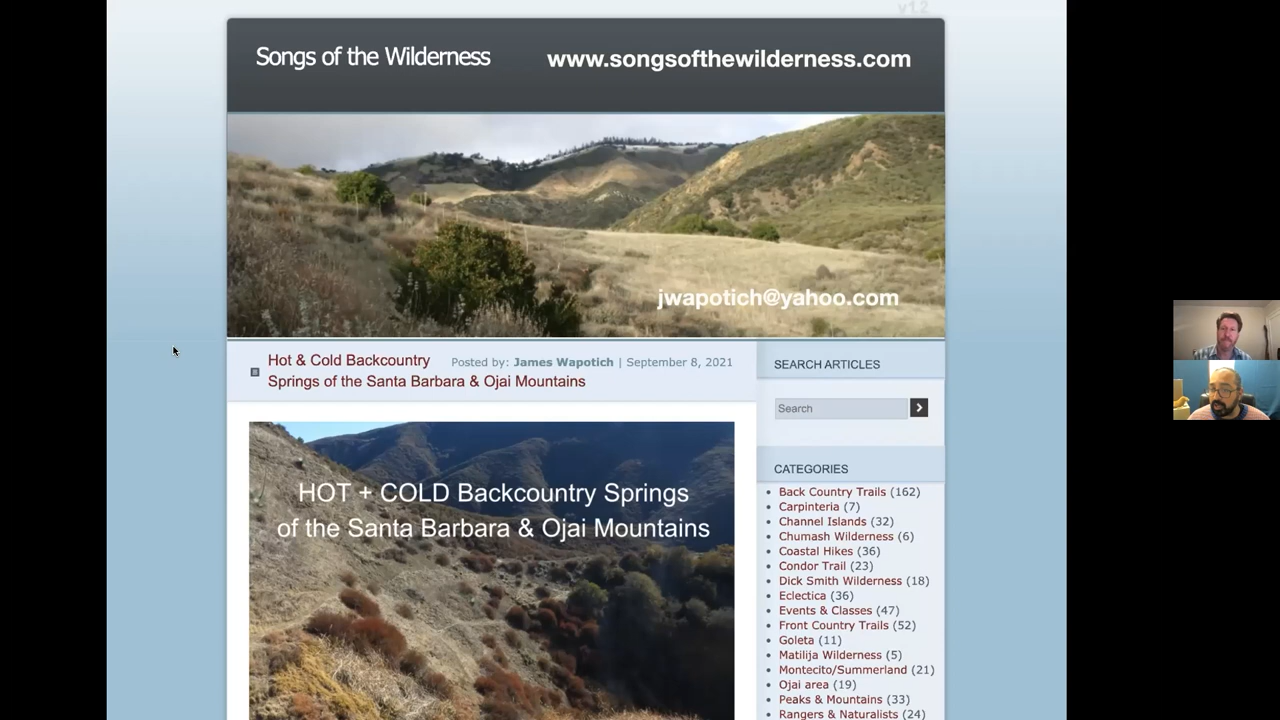 v1.2
Songs of the Wilderness
www.songsofthewilderness.com
jwapotich@yahoo.com
Hot & Cold Backcountry
Springs of the Santa Barbara & Ojai Mountains
Posted by: James Wapotich | September 8, 2021
HOT + COLD Backcountry Springs
of the Santa Barbara & Ojai Mountains
SEARCH ARTICLES
Search
CATEGORIES
Back Country Trails (162)
Carpinteria (7)
Channel Islands (32)
Chumash Wilderness (6)
Coastal Hikes (36)
Condor Trail (23)
Dick Smith Wilderness (18)
Eclectica (36)
Events & Classes (47)
Front Country Trails (52)
Goleta (11)
Matilija Wilderness (5)
Montecito/Summerland (21)
Ojai area (19)
Peaks & Mountains (33)
Rangers & Naturalists (24)